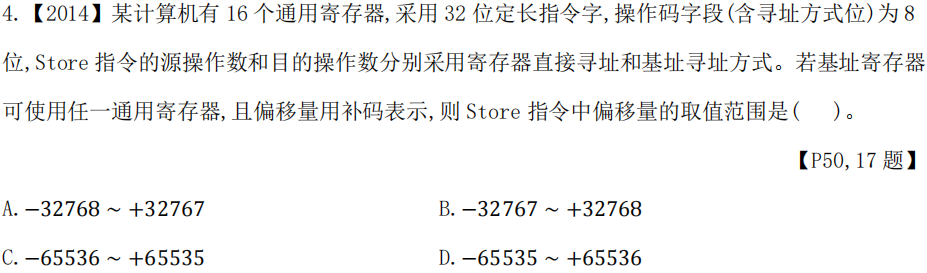 4.【2014】某计算机有 16 个通用寄存器,采用 32 位定长指令字,操作码字段(含寻址方式位)为 8
位,Store 指令的源操作数和目的操作数分别采用寄存器直接寻址和基址寻址方式。若基址寄存器
可使用任一通用寄存器,且偏移量用补码表示,则 Store 指令中偏移量的取值范围是( )。
【P50,17 题】
A.−32768 ~ +32767 B.−32767 ~ +32768
C.−65536 ~ +65535 D.−65535 ~ +65536